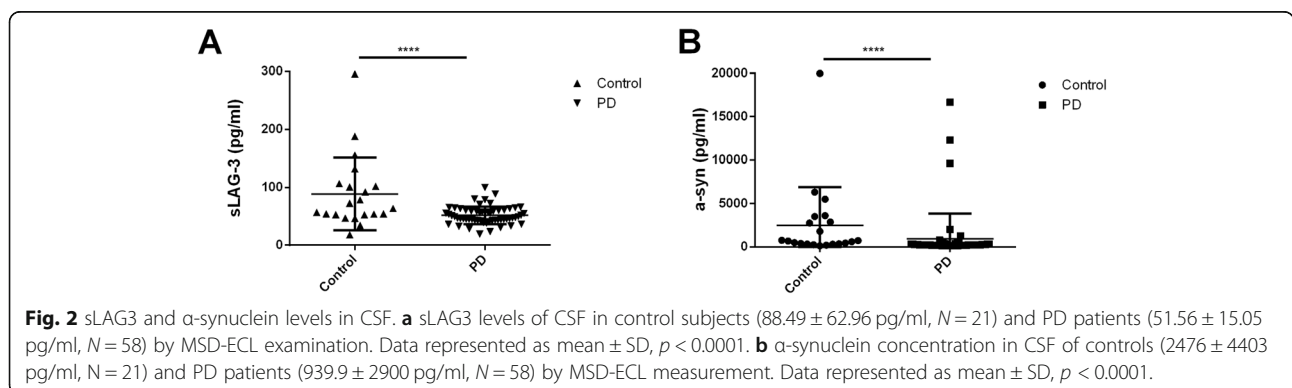 A
B
****
****
300
200
100
0
sLAG-3 (pg/ml)
Control
PD
Control
PD
20000
15000
10000
5000
0
a-syn (pg/ml)
Control
PD
Control
PD
Fig. 2 sLAG3 and α-synuclein levels in CSF. a sLAG3 levels of CSF in control subjects (88.49 ± 62.96 pg/ml, N = 21) and PD patients (51.56 ± 15.05
pg/ml, N = 58) by MSD-ECL examination. Data represented as mean ± SD, p < 0.0001. b α-synuclein concentration in CSF of controls (2476 ± 4403
pg/ml, N = 21) and PD patients (939.9 ± 2900 pg/ml, N = 58) by MSD-ECL measurement. Data represented as mean ± SD, p < 0.0001.